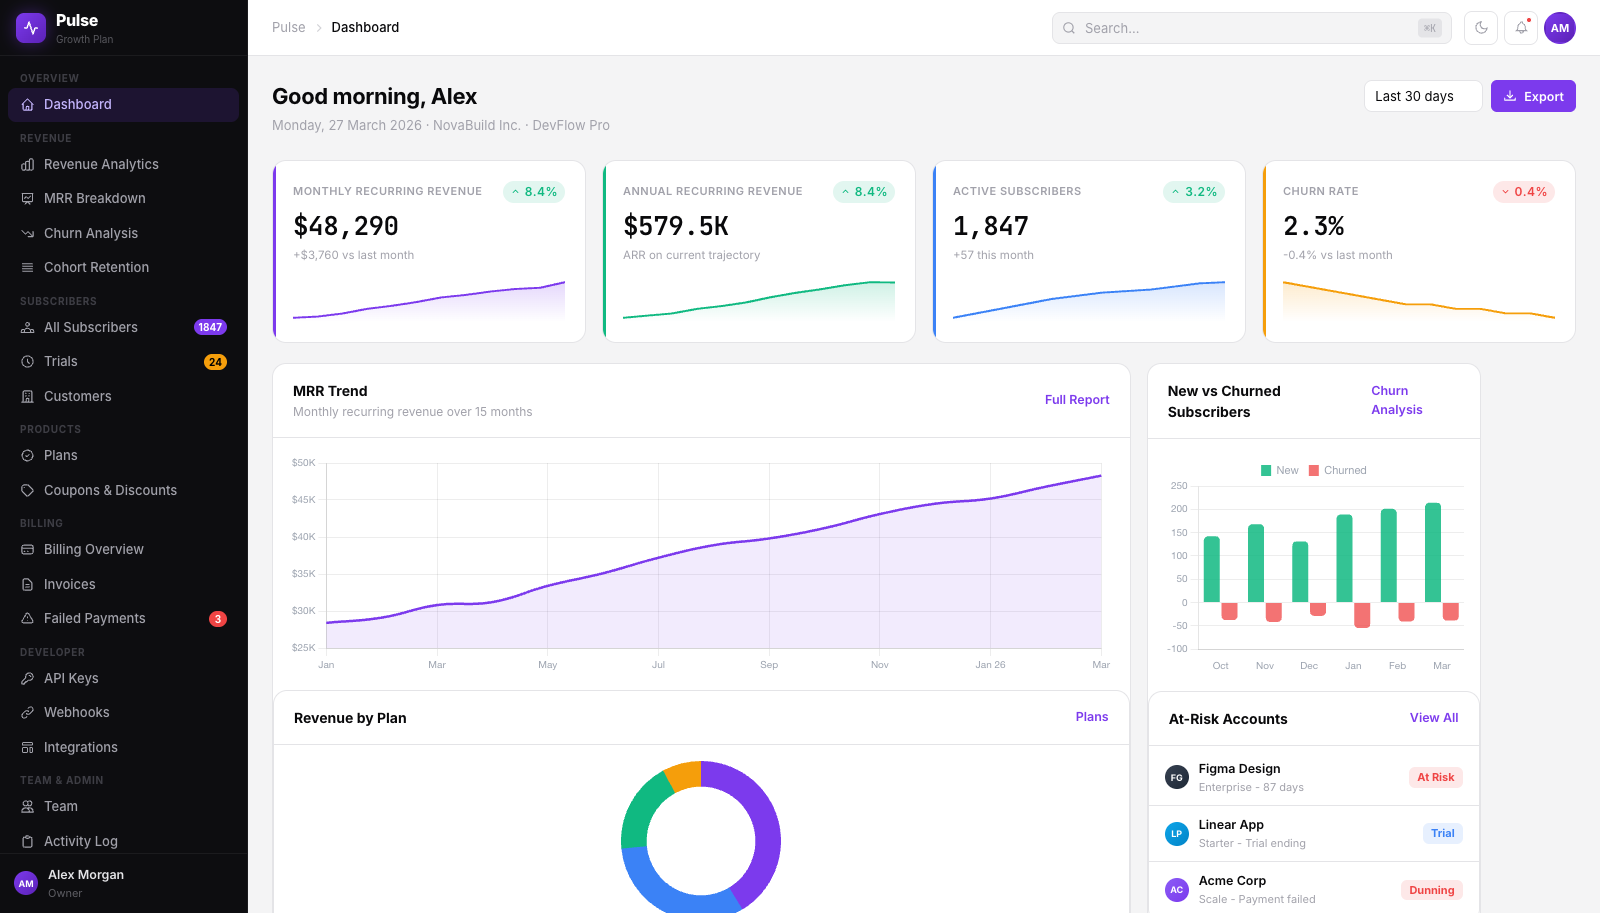 Pulse
Growth Plan
OVERVIEW
Dashboard
REVENUE
Revenue Analytics
MRR Breakdown
Churn Analysis
Cohort Retention
SUBSCRIBERS
All Subscribers 1847
Trials 24
Customers
PRODUCTS
Plans
Coupons & Discounts
BILLING
Billing Overview
Invoices
Failed Payments 3
DEVELOPER
API Keys
Webhooks
Integrations
TEAM & ADMIN
Team
Activity Log
AM Alex Morgan
Owner
Pulse Dashboard
Search... ⌘K
AM
Good morning, Alex
Monday, 27 March 2026 · NovaBuild Inc. · DevFlow Pro
Last 30 days
Export
MONTHLY RECURRING REVENUE 8.4%
$48,290
+$3,760 vs last month
ANNUAL RECURRING REVENUE 8.4%
$579.5K
ARR on current trajectory
ACTIVE SUBSCRIBERS 3.2%
1,847
+57 this month
CHURN RATE 0.4%
2.3%
-0.4% vs last month
MRR Trend
Monthly recurring revenue over 15 months
Full Report
$50K
$45K
$40K
$35K
$30K
$25K
Jan Mar May Jul Sep Nov Jan 26 Mar
New vs Churned
Subscribers
Churn
Analysis
New Churned
250
200
150
100
50
0
-50
-100
Oct Nov Dec Jan Feb Mar
Revenue by Plan Plans
At-Risk Accounts View All
FG Figma Design
Enterprise - 87 days
At Risk
LP Linear App
Starter - Trial ending
Trial
AC Acme Corp
Scale - Payment failed
Dunning